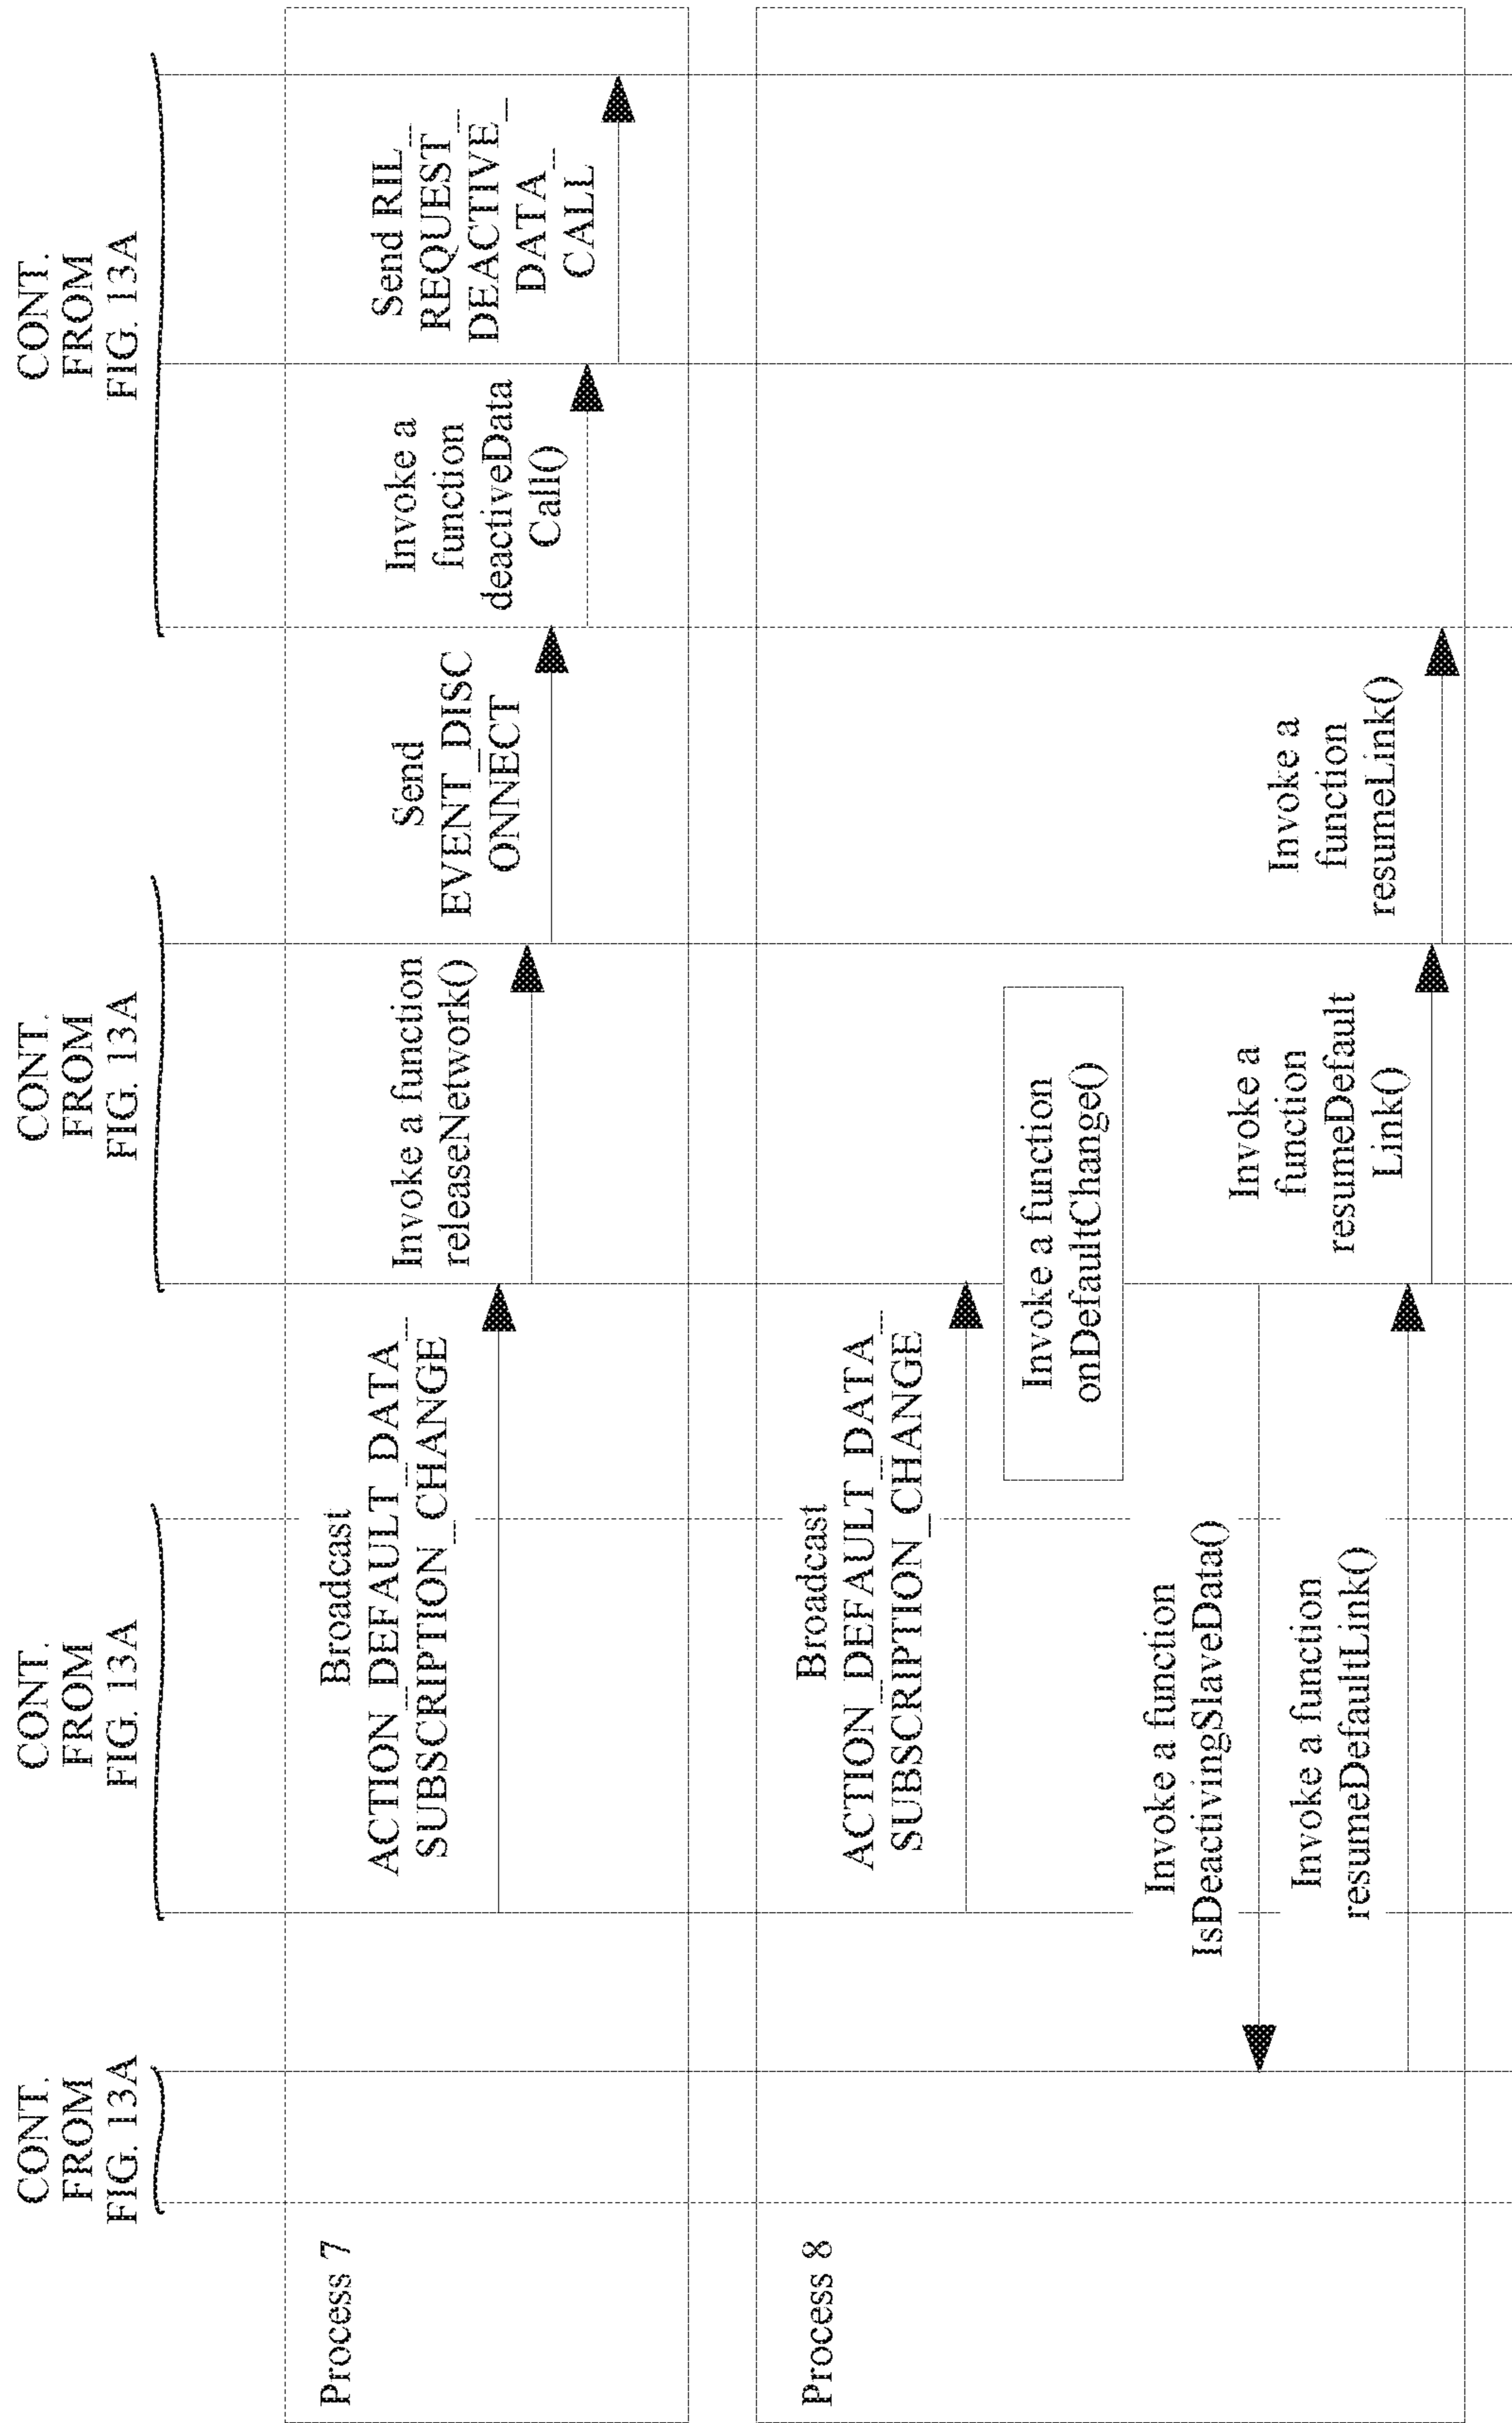 CONT.
FROM
FIG. 13A
CONT.
FROM
FIG. 13A
CONT.
FROM
FIG. 13A
CONT.
FROM
FIG. 13A
Process 7
Broadcast
ACTION_DEFAULT_DATA_
SUBSCRIPTION_CHANGE
Invoke a function
releaseNetwork()
Send
EVENT_DISC
ONNECT
Invoke a
function
deactiveData
Call()
Send RIL_
REQUEST_
DEACTIVE_
DATA_
CALL
Process 8
Broadcast
ACTION_DEFAULT_DATA_
SUBSCRIPTION_CHANGE
Invoke a function
onDefaultChange()
Invoke a function
IsDeactivingSlaveData()
Invoke a function
resumeDefaultLink()
Invoke a
function
resumeDefault
Link()
Invoke a
function
resumeLink()